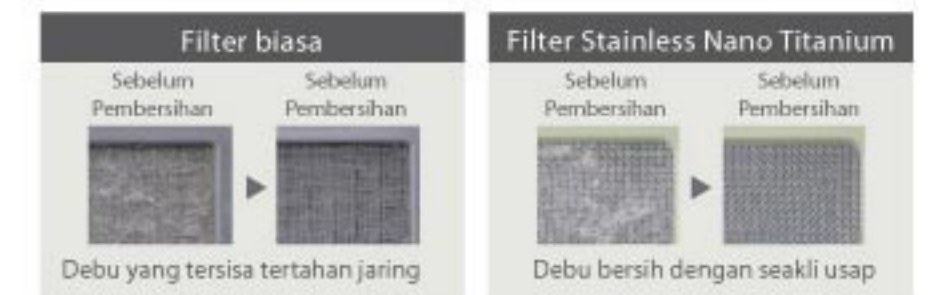 Filter biasa
Sebelum Sebelum
Pembersihan Pembersihan
Debu yang tersisa tertahan jaring
Filter Stainless Nano Titanium
Sebelum Sebelum
Pembersihan Pembersihan
Debu bersih dengan seakli usap